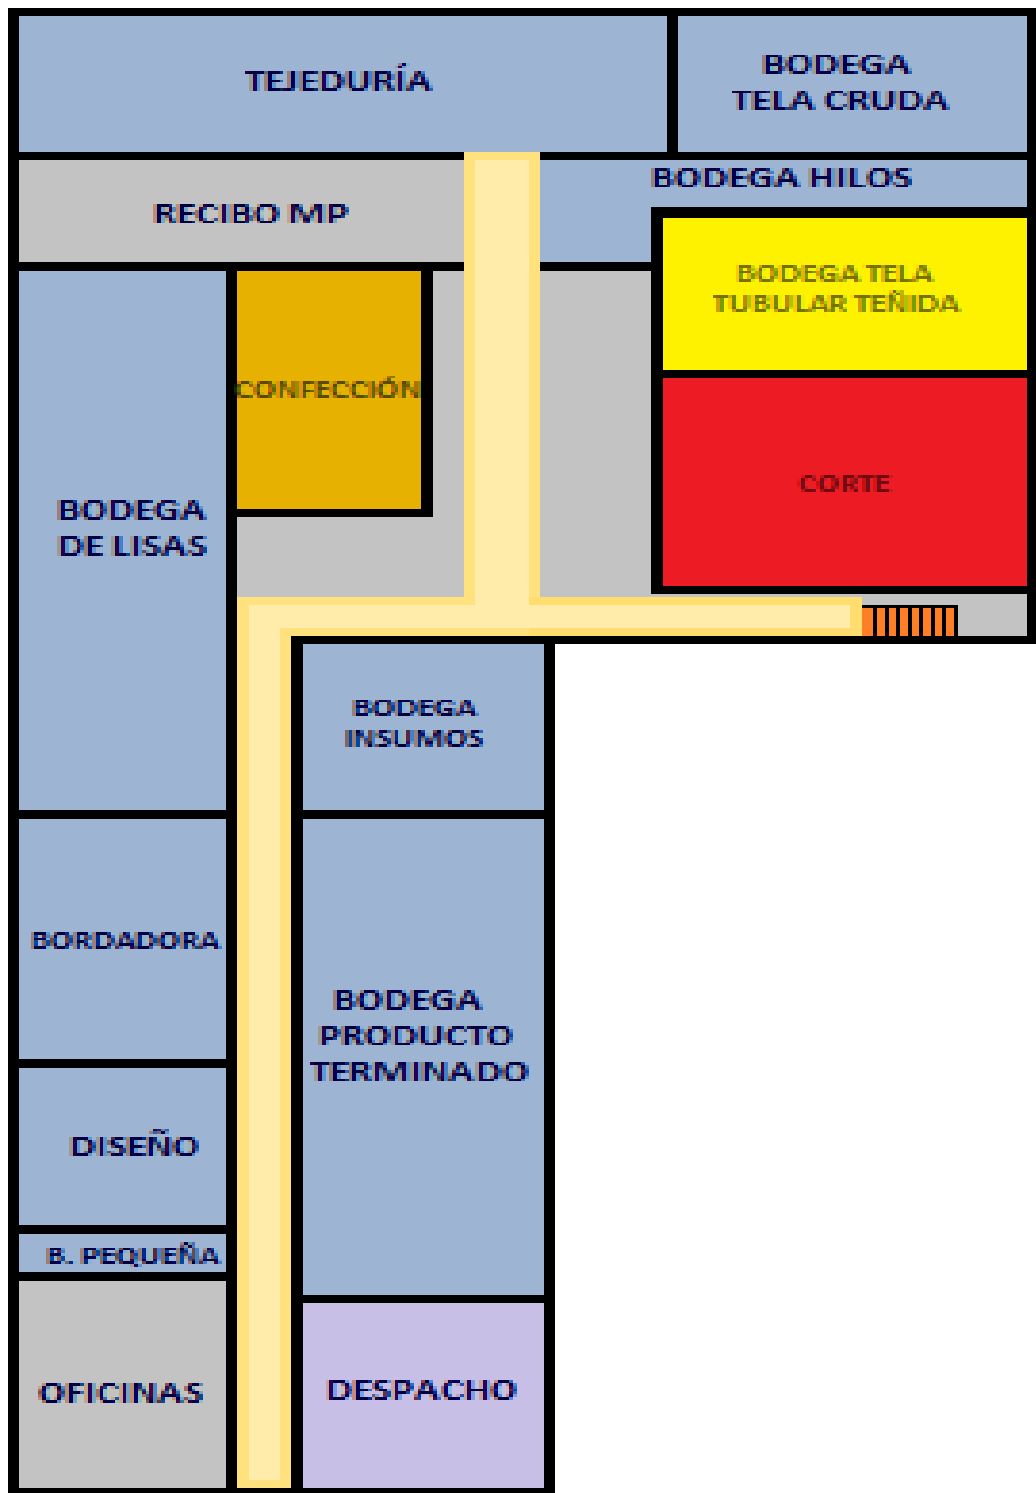 TEJEDURÍA
BODEGA
TELA CRUDA
BODEGA HILOS
RECIBO MP
BODEGA TELA
TUBULAR TEÑIDA
CONFECCIÓN
CORTE
BODEGA
DE LISAS
BODEGA
INSUMOS
BORDADORA
BODEGA
PRODUCTO
TERMINADO
DISEÑO
B. PEQUEÑA
OFICINAS
DESPACHO